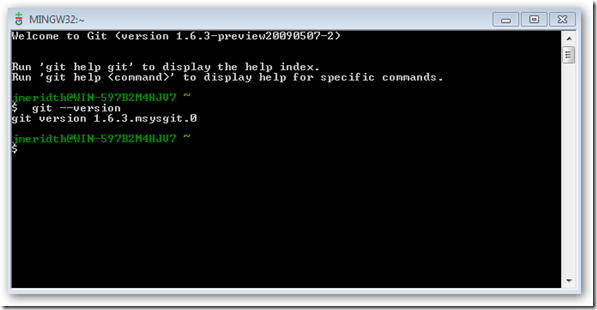 MINGW32:~
Welcome to Git (version 1.6.3-preview20090507-2)
Run 'git help git' to display the help index.
Run 'git help <command>' to display help for specific commands.
jmeridth@WIN-597B2M4HJV7 ~
$  git --version
git version 1.6.3.msysgit.0
jmeridth@WIN-597B2M4HJV7 ~
$